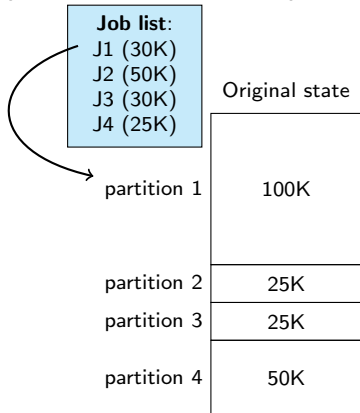 Job list:
J1 (30K)
J2 (50K)
J3 (30K)
J4 (25K)
Original state
partition 1 100K
partition 2 25K
partition 3 25K
partition 4 50K